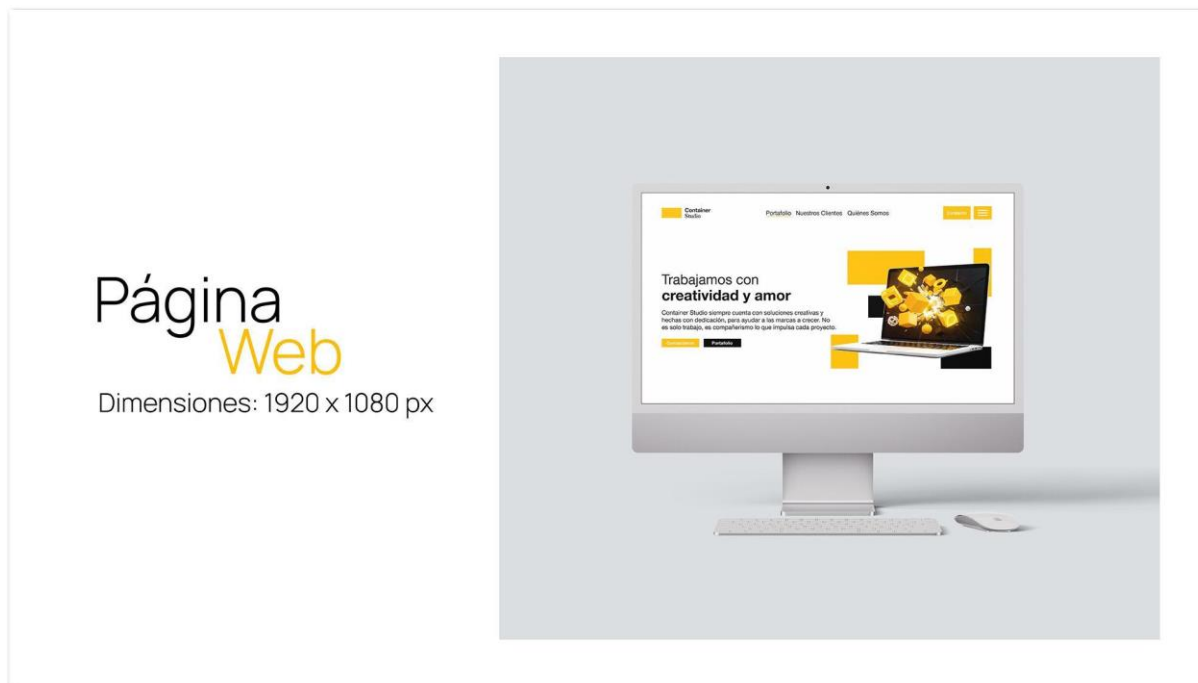 Página
Web
Dimensiones: 1920 x 1080 px
Container
Studio
Portafolio Nuestros Clientes Quiénes Somos
Contacto
Trabajamos con
creatividad y amor
Container Studio siempre cuenta con soluciones creativas y
hechas con dedicación, para ayudar a las marcas a crecer. No
es solo trabajo, es compañerismo lo que impulsa cada proyecto.
Portafolio